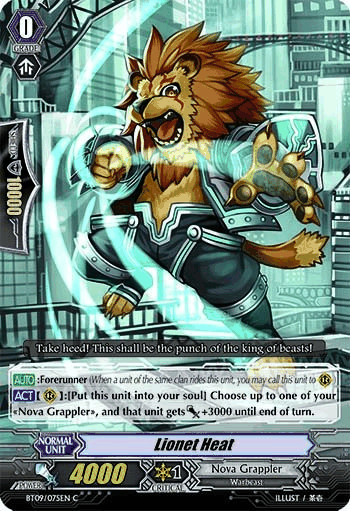 0
GRADE
SHIELD
10000
Take heed! This shall be the punch of the king of beasts!
AUTO :Forerunner (When a unit of the same clan rides this unit, you may call this unit to R)
ACT [R]:[Put this unit into your soul] Choose up to one of your
«Nova Grappler», and that unit gets +3000 until end of turn.
NORMAL
UNIT
Lionet Heat
POWER
4000
1
CRITICAL
Nova Grappler
Warbeast
BT09/075EN C
ILLUST / 茶壱